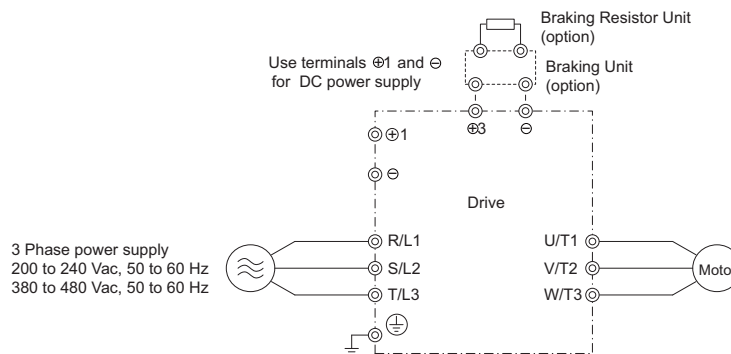 Braking Resistor Unit
(option)
Use terminals ⊕1 and ⊖
for DC power supply
Braking Unit
(option)
⊕3
⊖
⊕1
⊖
Drive
3 Phase power supply
200 to 240 Vac, 50 to 60 Hz
380 to 480 Vac, 50 to 60 Hz
R/L1
S/L2
T/L3
U/T1
V/T2
W/T3
Moto